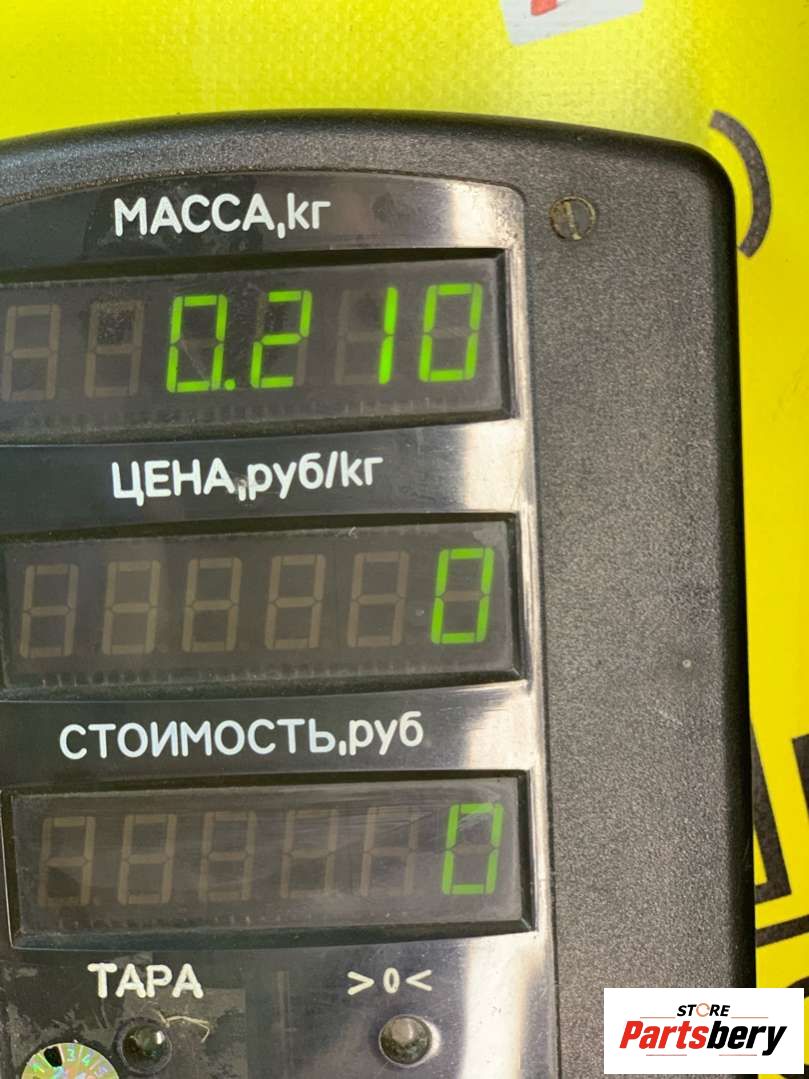 МАССА,кг
0.210
ЦЕНА,руб/кг
0
СТОИМОСТЬ,руб
0
ТАРА >0<
STORE
Partsbery